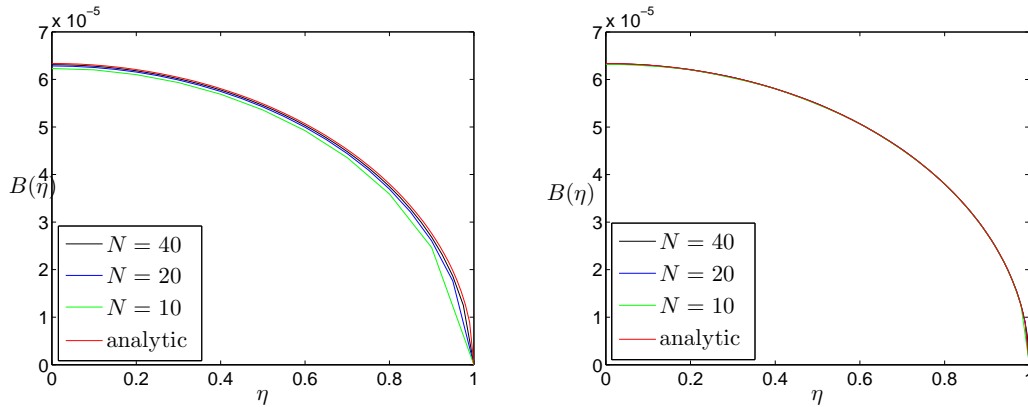 7 x 10⁻⁵
6
5
B(η)
4
3
2
1
0
N = 40
N = 20
N = 10
analytic
0 0.2 0.4 0.6 0.8 1
η
7 x 10⁻⁵
6
5
B(η)
4
3
2
1
0
N = 40
N = 20
N = 10
analytic
0 0.2 0.4 0.6 0.8 1
η